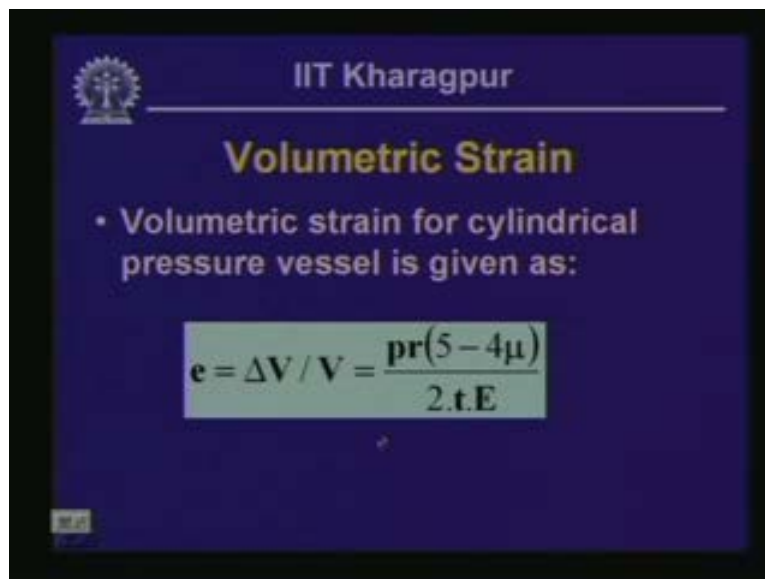 IIT Kharagpur
Volumetric Strain
• Volumetric strain for cylindrical
pressure vessel is given as:
e = ΔV / V = pr(5 − 4μ) / 2.t.E